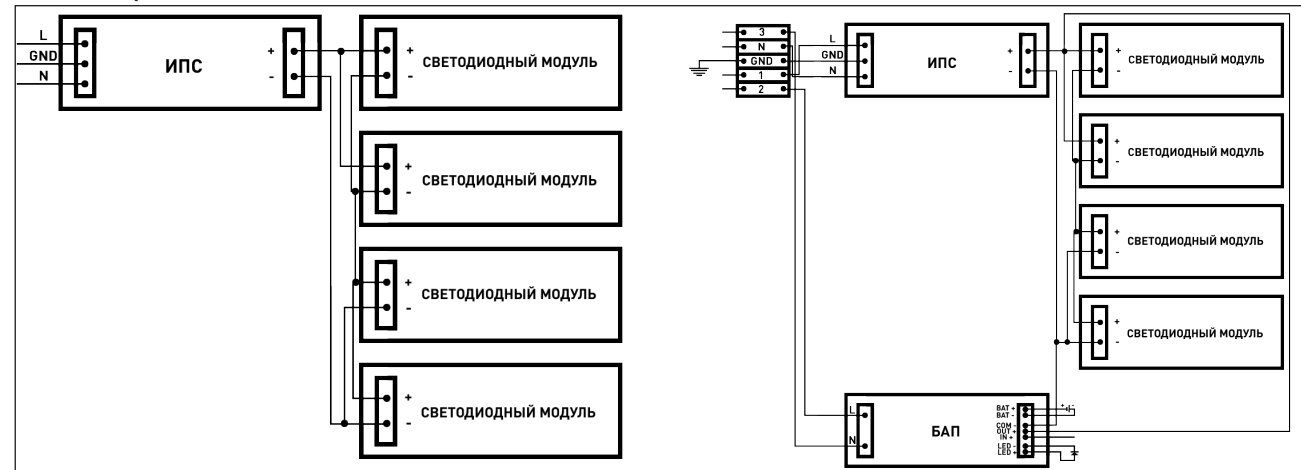 L
GND
N
ИПС
+
-
+
-
СВЕТОДИОДНЫЙ МОДУЛЬ
+
-
СВЕТОДИОДНЫЙ МОДУЛЬ
+
-
СВЕТОДИОДНЫЙ МОДУЛЬ
+
-
СВЕТОДИОДНЫЙ МОДУЛЬ
3
N
GND
1
2
L
GND
N
ИПС
+
-
+
-
СВЕТОДИОДНЫЙ МОДУЛЬ
+
-
СВЕТОДИОДНЫЙ МОДУЛЬ
+
-
СВЕТОДИОДНЫЙ МОДУЛЬ
+
-
СВЕТОДИОДНЫЙ МОДУЛЬ
L
N
БАП
BAT +
BAT -
COM -
OUT +
IN +
LED -
LED +
+ -